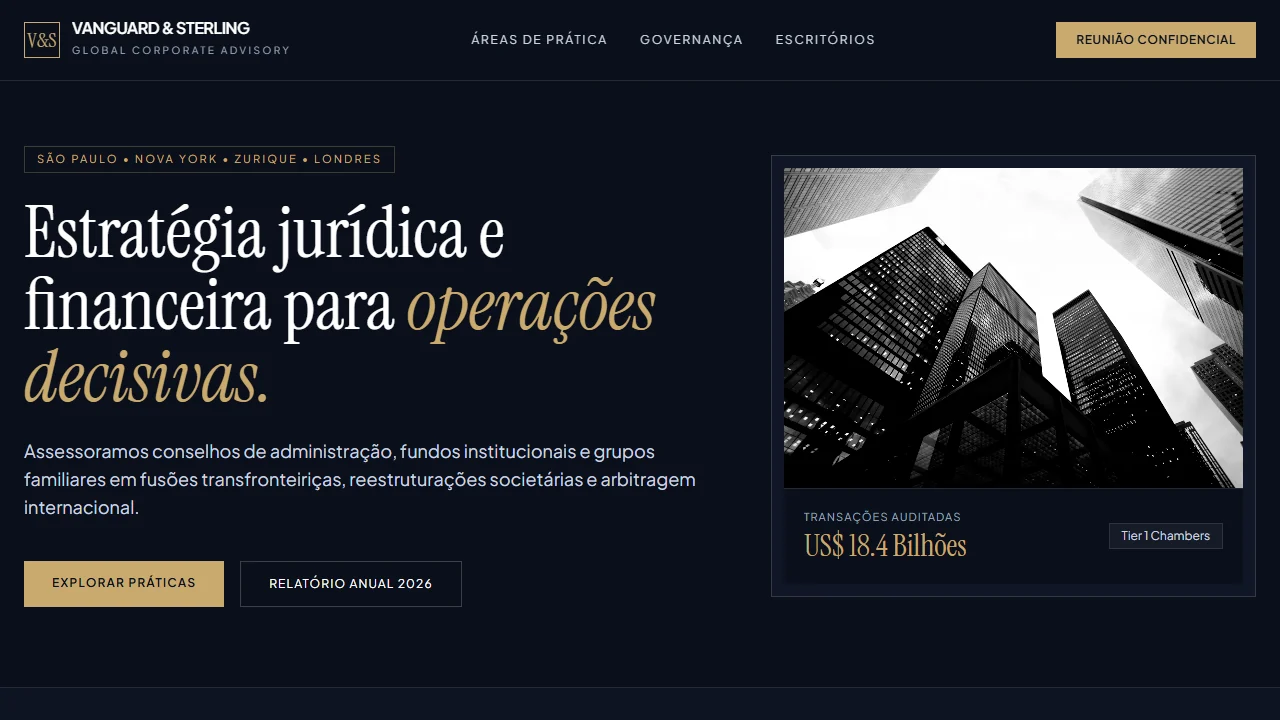 V&S
VANGUARD & STERLING
GLOBAL CORPORATE ADVISORY
ÁREAS DE PRÁTICA
GOVERNANÇA
ESCRITÓRIOS
REUNIÃO CONFIDENCIAL
SÃO PAULO • NOVA YORK • ZURIQUE • LONDRES
Estratégia jurídica e
financeira para operações
decisivas.
Assessoramos conselhos de administração, fundos institucionais e grupos
familiares em fusões transfronteiriças, reestruturações societárias e arbitragem
internacional.
EXPLORAR PRÁTICAS
RELATÓRIO ANUAL 2026
TRANSAÇÕES AUDITADAS
US$ 18.4 Bilhões
Tier 1 Chambers